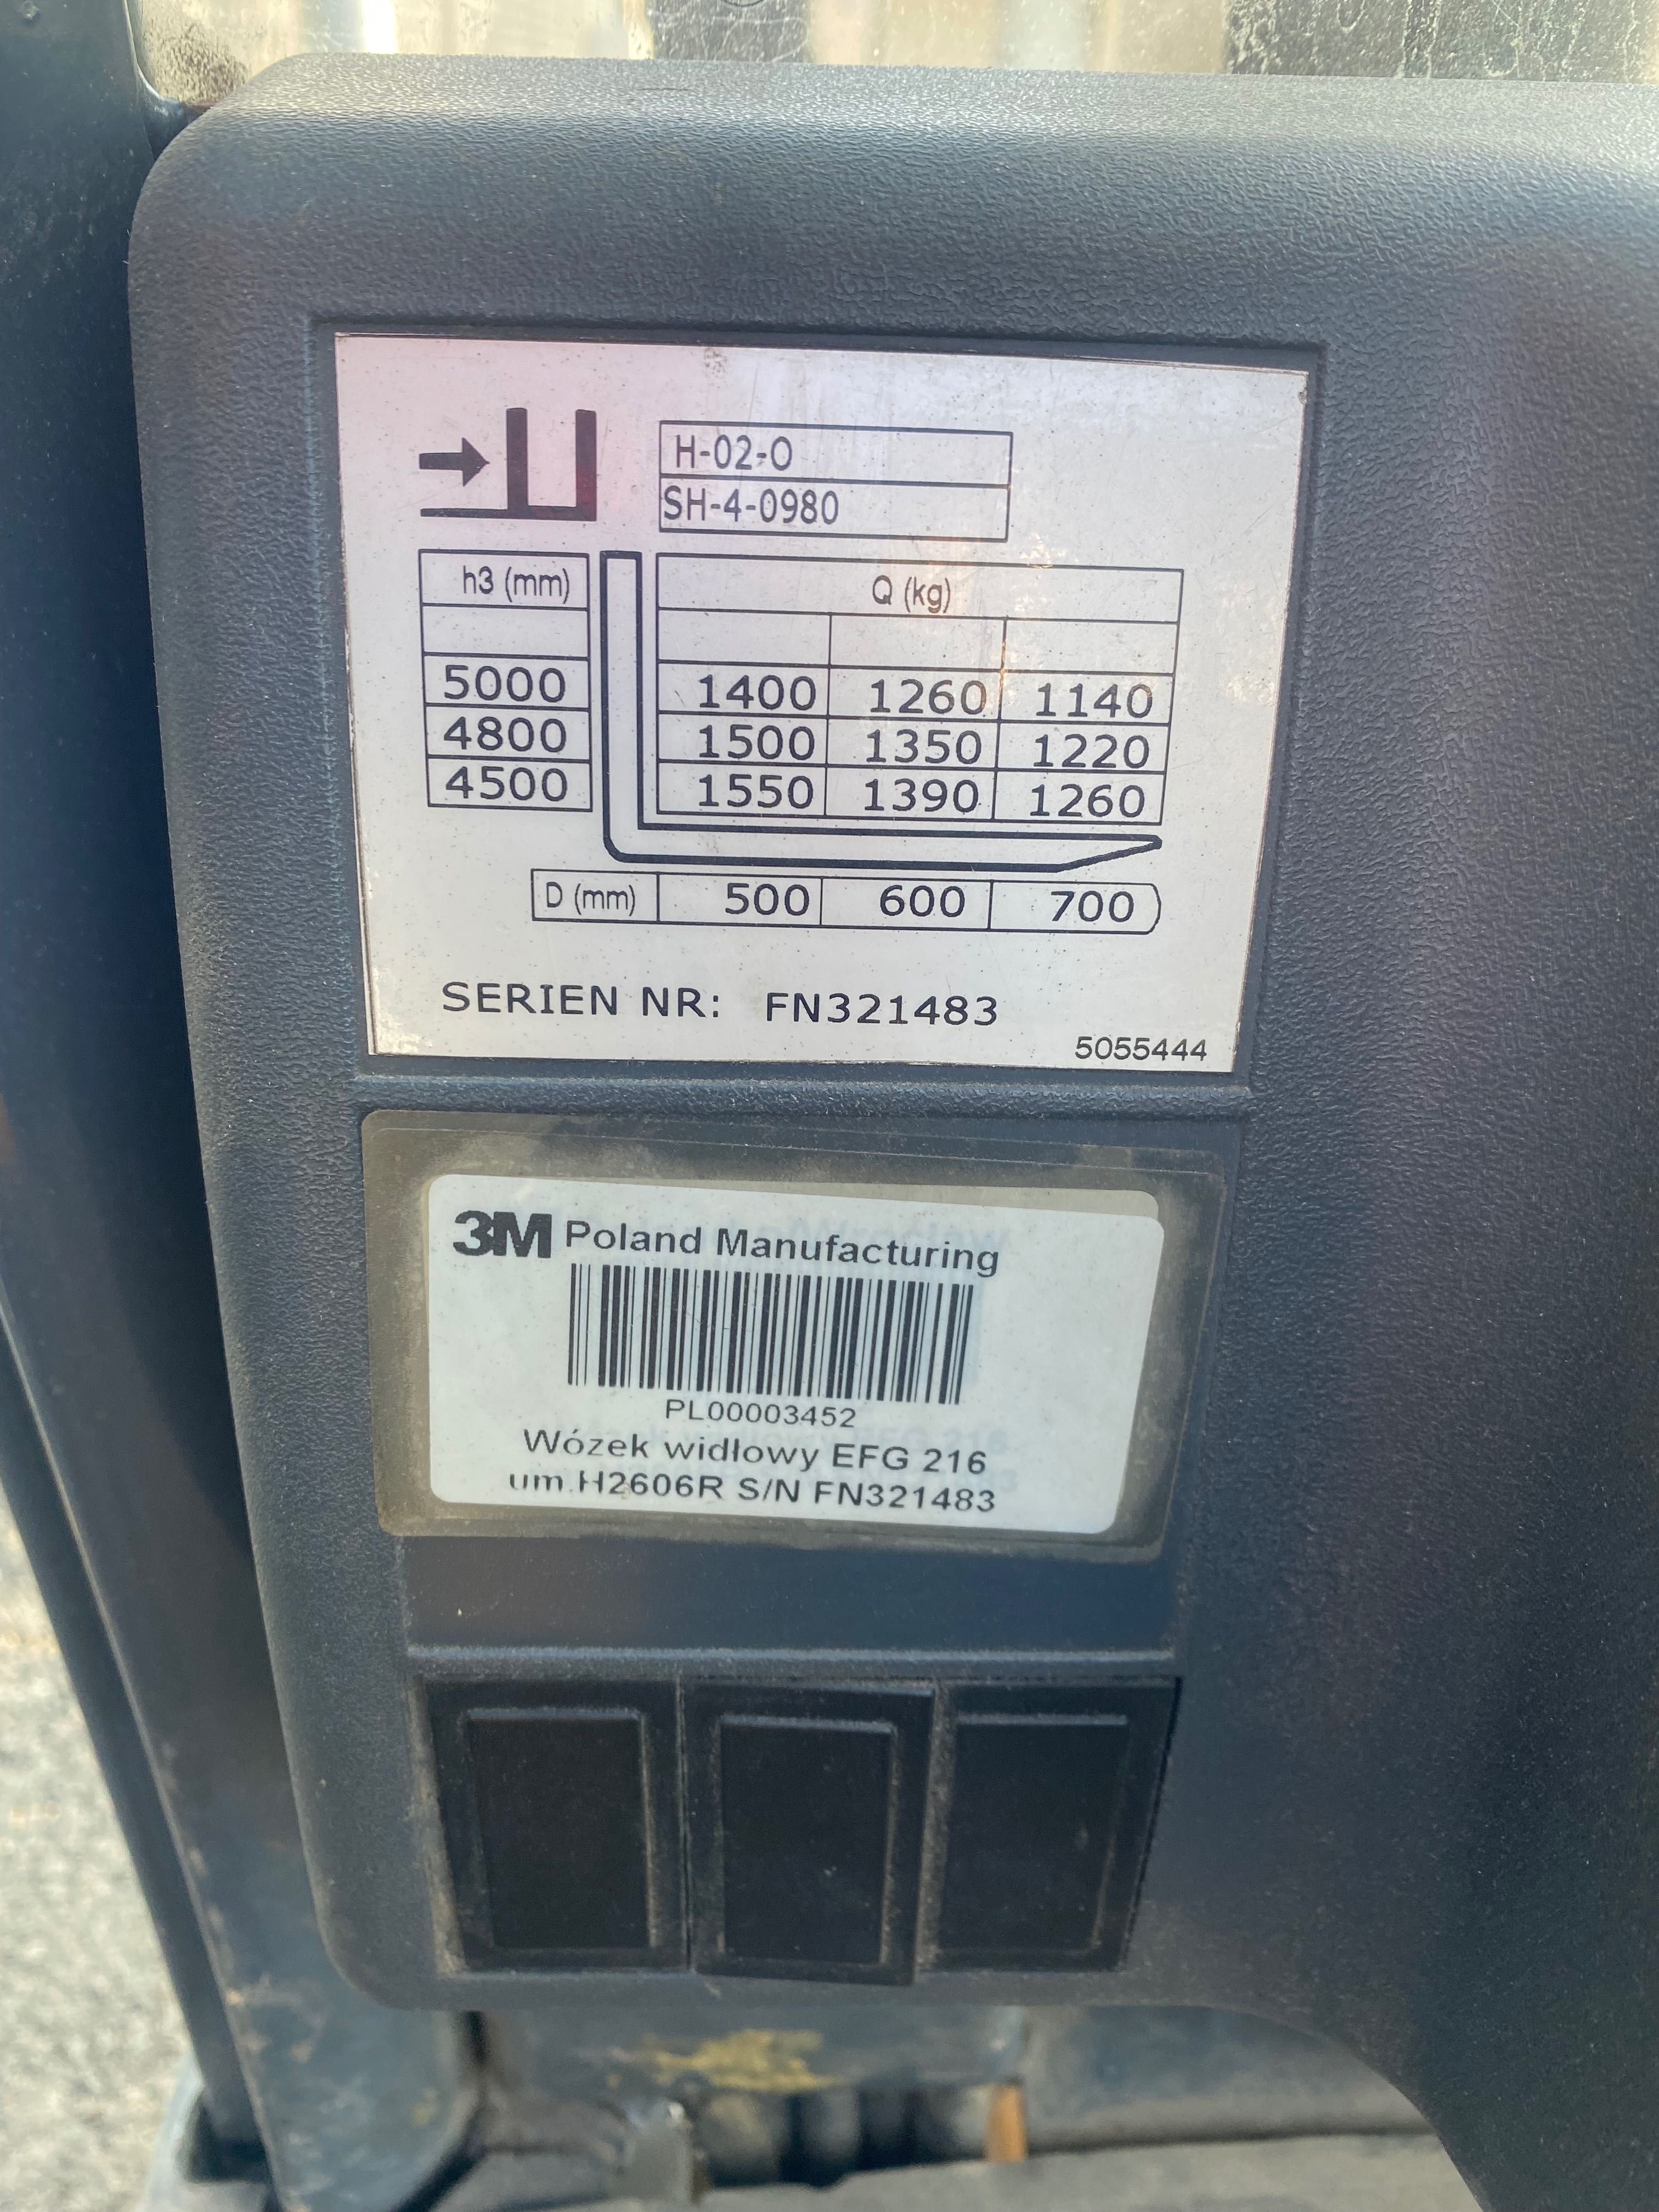 H-02-O
SH-4-0980
h3 (mm) Q (kg)
5000 1400 1260 1140
4800 1500 1350 1220
4500 1550 1390 1260
D (mm) 500 600 700
SERIEN NR: FN321483
5055444
3M Poland Manufacturing
PL00003452
Wózek widłowy EFG 216
um.H2606R S/N FN321483